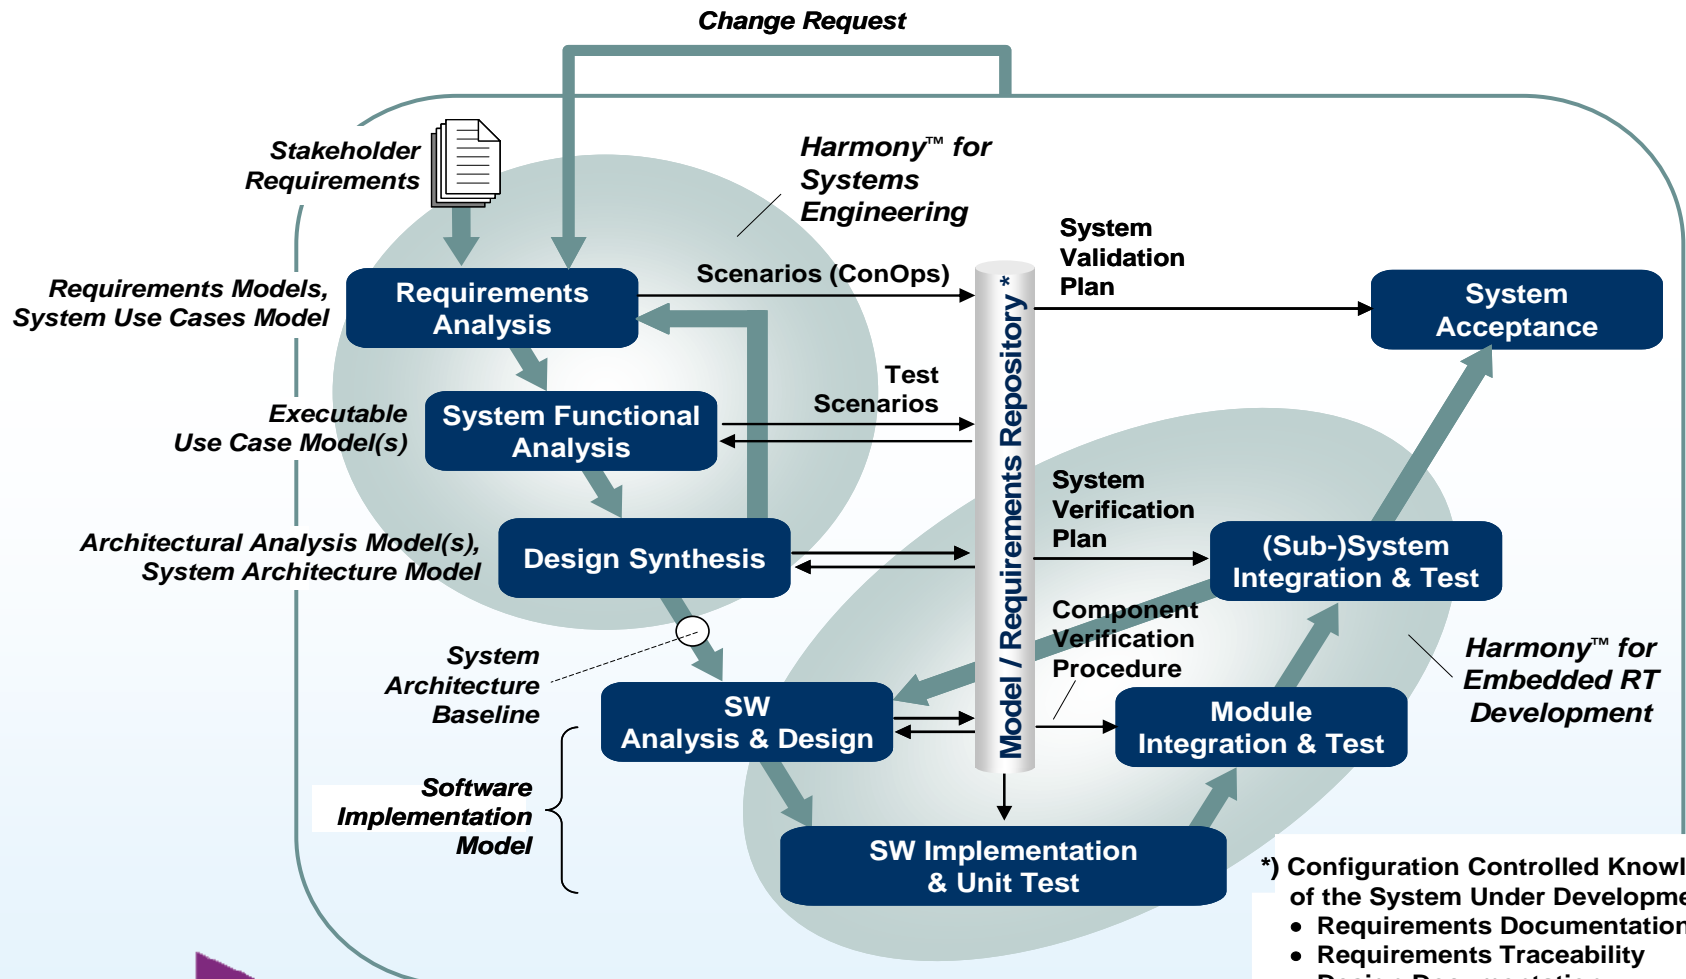 Change Request
Stakeholder
Requirements
Harmony™ for
Systems
Engineering
Requirements Models,
System Use Cases Model
Requirements
Analysis
Scenarios (ConOps)
System
Validation
Plan
System
Acceptance
Executable
Use Case Model(s)
System Functional
Analysis
Test
Scenarios
Model / Requirements Repository *
Architectural Analysis Model(s),
System Architecture Model
Design Synthesis
System
Verification
Plan
(Sub-)System
Integration & Test
System
Architecture
Baseline
Component
Verification
Procedure
Harmony™ for
Embedded RT
Development
SW
Analysis & Design
Module
Integration & Test
Software
Implementation
Model
SW Implementation
& Unit Test
*) Configuration Controlled Knowl
of the System Under Developme
• Requirements Documentation
• Requirements Traceability